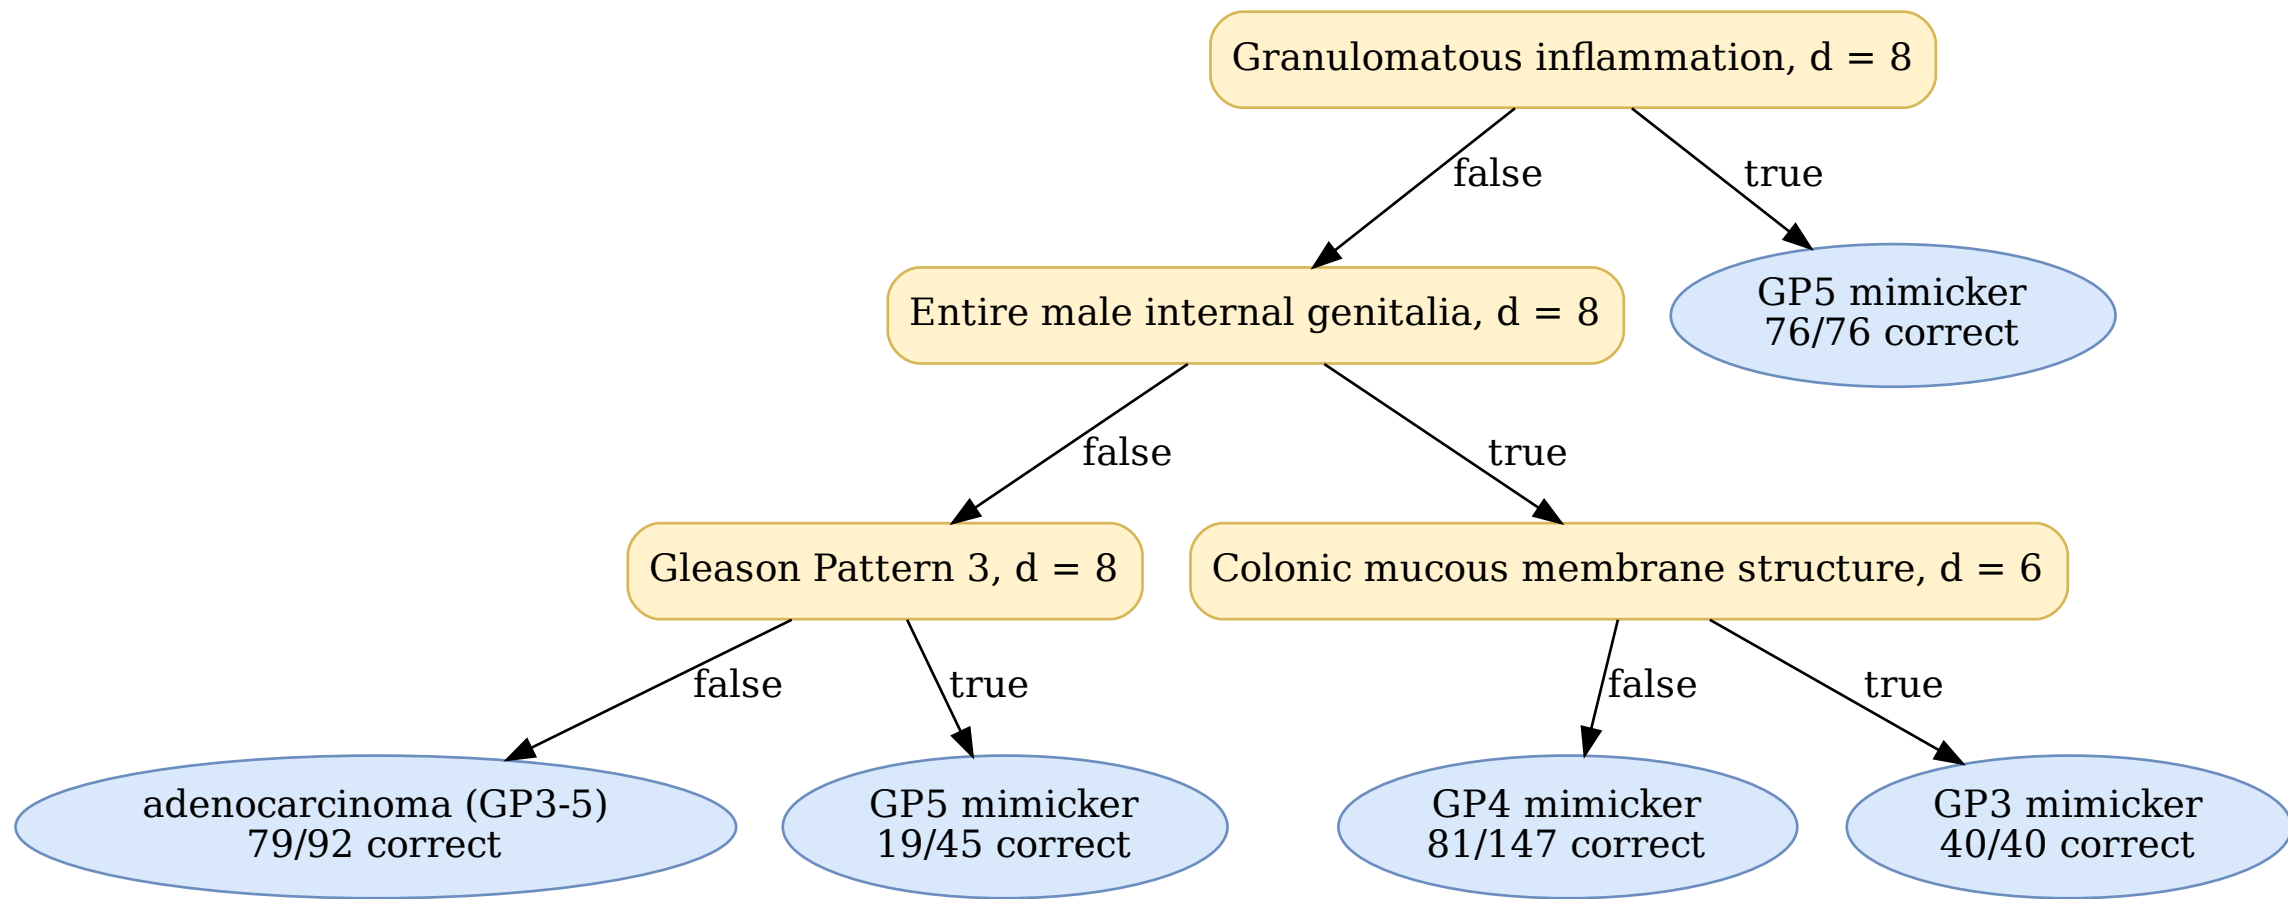 Granulomatous inflammation, d = 8
false
true
Entire male internal genitalia, d = 8
GP5 mimicker
76/76 correct
false
true
Gleason Pattern 3, d = 8
Colonic mucous membrane structure, d = 6
false
true
false
true
adenocarcinoma (GP3-5)
79/92 correct
GP5 mimicker
19/45 correct
GP4 mimicker
81/147 correct
GP3 mimicker
40/40 correct